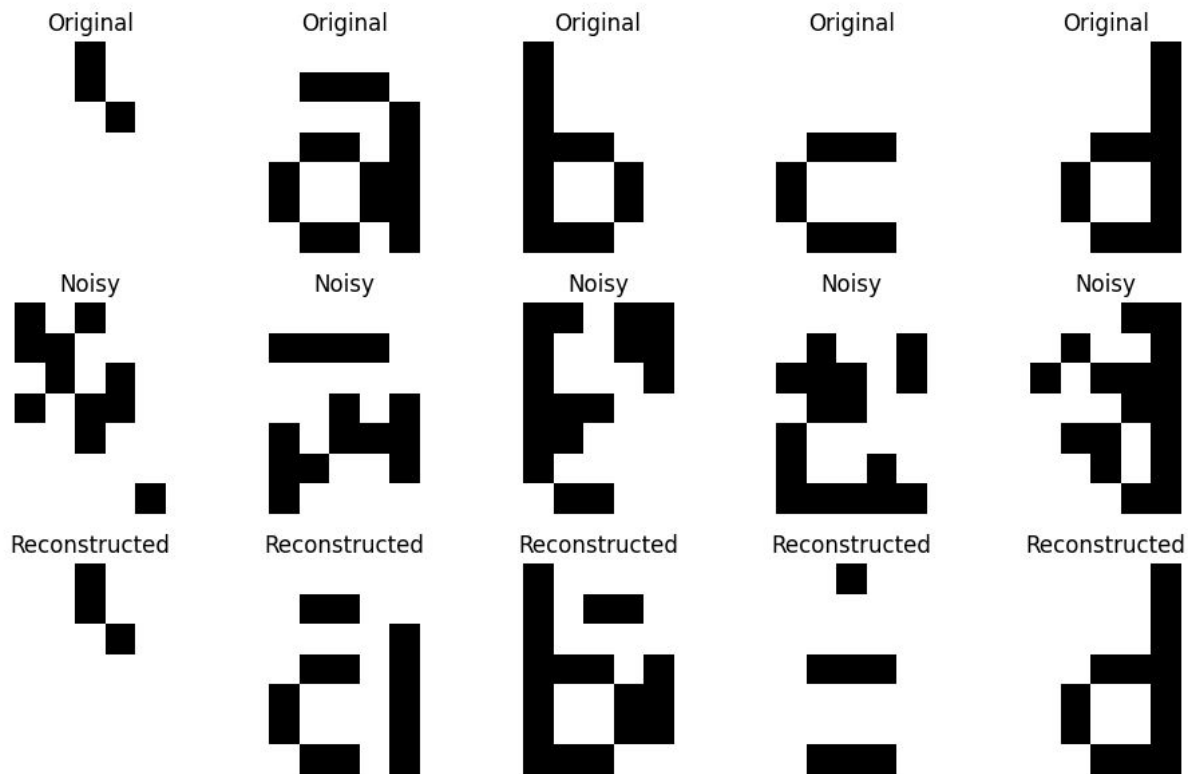 Original Original Original Original Original
` a b c d
Noisy Noisy Noisy Noisy Noisy
Reconstructed Reconstructed Reconstructed Reconstructed Reconstructed
` d